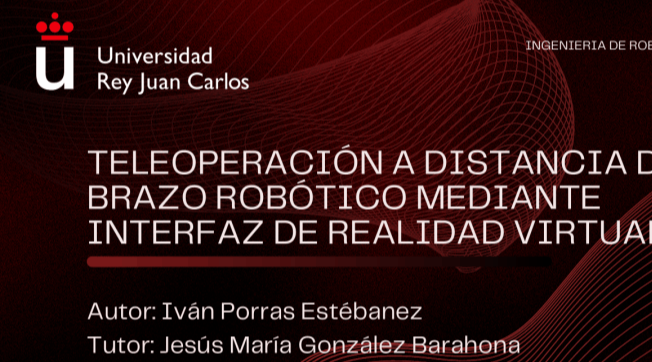 Universidad
Rey Juan Carlos
INGENIERIA DE ROB
TELEOPERACIÓN A DISTANCIA D
BRAZO ROBÓTICO MEDIANTE
INTERFAZ DE REALIDAD VIRTUAL
Autor: Iván Porras Estébanez
Tutor: Jesús María González Barahona